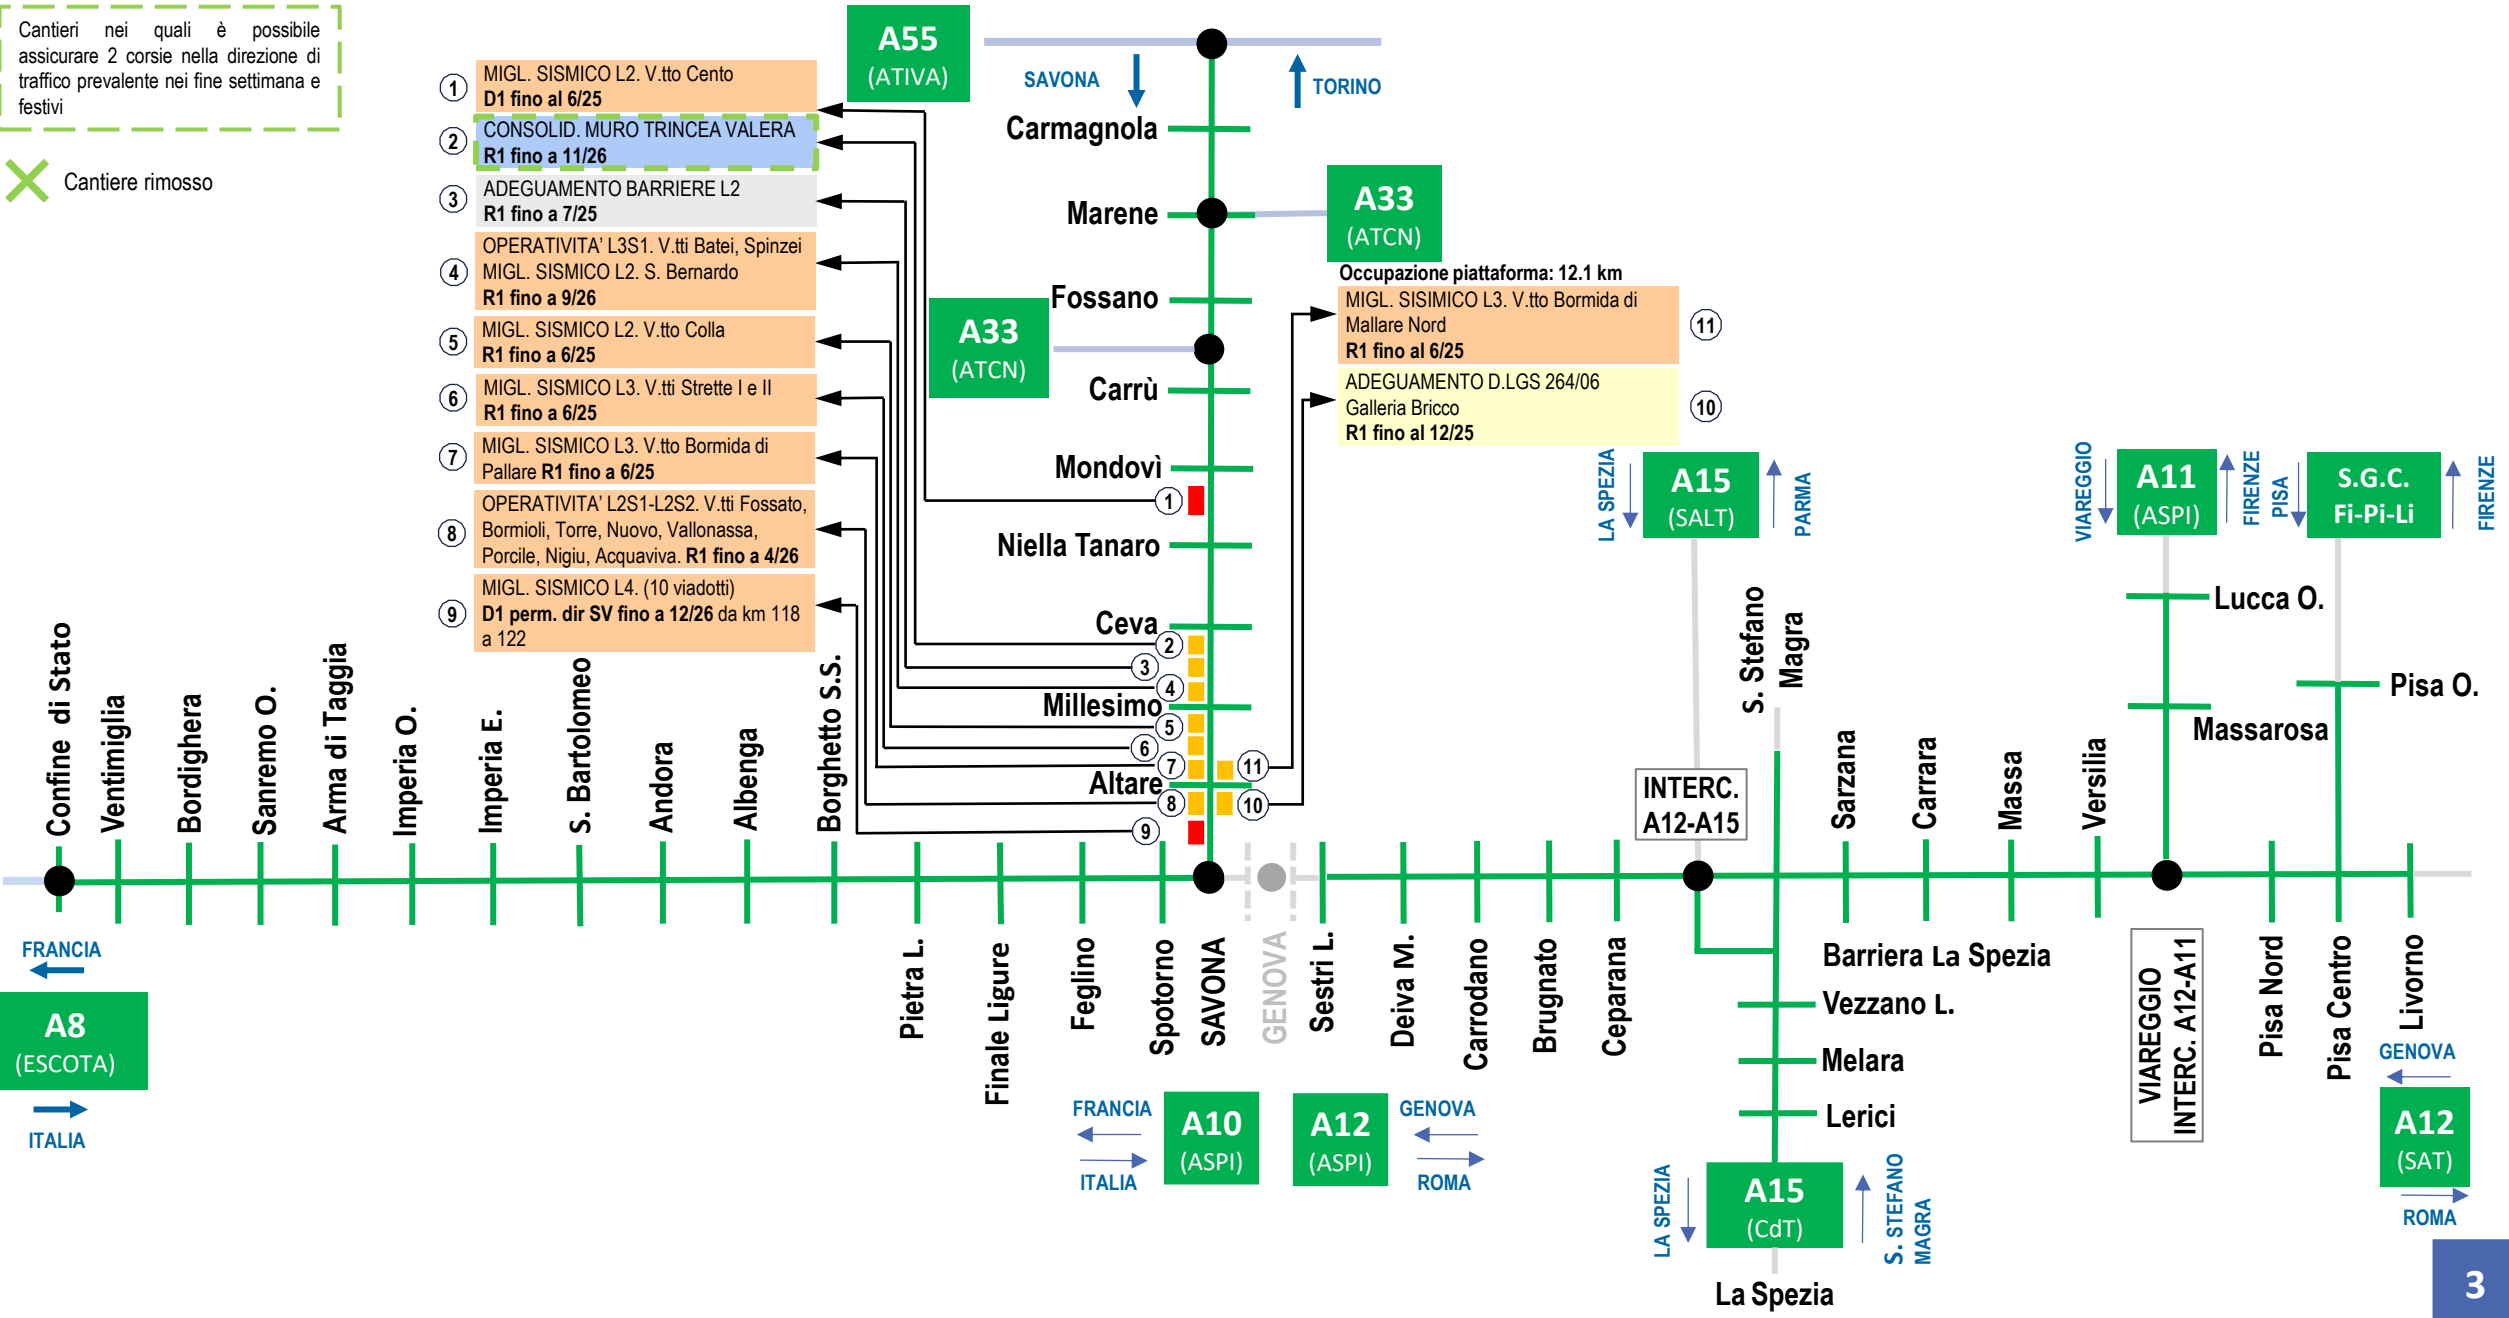 Cantieri nei quali è possibile
assicurare 2 corsie nella direzione di
traffico prevalente nei fine settimana e
festivi
Cantiere rimosso
1
MIGL. SISMICO L2. V.tto Cento
D1 fino al 6/25
2
CONSOLID. MURO TRINCEA VALERA
R1 fino a 11/26
3
ADEGUAMENTO BARRIERE L2
R1 fino a 7/25
4
OPERATIVITA' L3S1. V.tti Batei, Spinzei
MIGL. SISMICO L2. S. Bernardo
R1 fino a 9/26
5
MIGL. SISMICO L2. V.tto Colla
R1 fino a 6/25
6
MIGL. SISMICO L3. V.tti Strette I e II
R1 fino a 6/25
7
MIGL. SISMICO L3. V.tto Bormida di
Pallare R1 fino a 6/25
8
OPERATIVITA' L2S1-L2S2. V.tti Fossato,
Bormioli, Torre, Nuovo, Vallonassa,
Porcile, Nigiu, Acquaviva. R1 fino a 4/26
9
MIGL. SISMICO L4. (10 viadotti)
D1 perm. dir SV fino a 12/26 da km 118
a 122
A55
(ATIVA)
SAVONA
TORINO
Carmagnola
Marene
A33
(ATCN)
Fossano
A33
(ATCN)
Carrù
Mondovì
1
Niella Tanaro
Ceva
2
3
4
Millesimo
5
6
7
11
Altare
8
10
9
Occupazione piattaforma: 12.1 km
MIGL. SISIMICO L3. V.tto Bormida di
Mallare Nord
R1 fino al 6/25
11
ADEGUAMENTO D.LGS 264/06
Galleria Bricco
R1 fino al 12/25
10
LA SPEZIA
A15
(SALT)
PARMA
VIAREGGIO
A11
(ASPI)
FIRENZE
PISA
S.G.C.
Fi-Pi-Li
FIRENZE
Lucca O.
Massarosa
Pisa O.
S. Stefano
Magra
INTERC.
A12-A15
Confine di Stato
Ventimiglia
Bordighera
Sanremo O.
Arma di Taggia
Imperia O.
Imperia E.
S. Bartolomeo
Andora
Albenga
Borghetto S.S.
Pietra L.
Finale Ligure
Feglino
Spotorno
SAVONA
GENOVA
Sestri L.
Deiva M.
Carrodano
Brugnato
Ceparana
Sarzana
Carrara
Massa
Versilia
Barriera La Spezia
Vezzano L.
Melara
Lerici
VIAREGGIO
INTERC. A12-A11
Pisa Nord
Pisa Centro
Livorno
FRANCIA
A8
(ESCOTA)
ITALIA
FRANCIA
ITALIA
A10
(ASPI)
A12
(ASPI)
GENOVA
ROMA
LA SPEZIA
A15
(CdT)
S. STEFANO
MAGRA
La Spezia
GENOVA
A12
(SAT)
ROMA
3